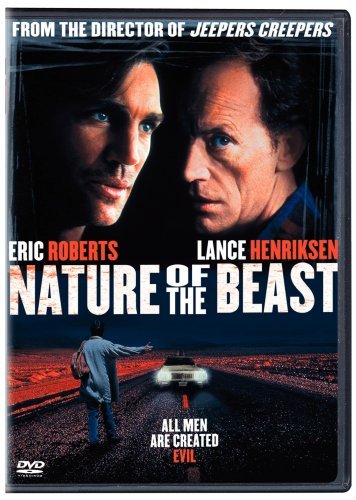 FROM THE DIRECTOR OF JEEPERS CREEPERS
ERIC ROBERTS
LANCE HENRIKSEN
NATURE OF THE BEAST
ALL MEN
ARE CREATED
EVIL
DVD
VIDEO